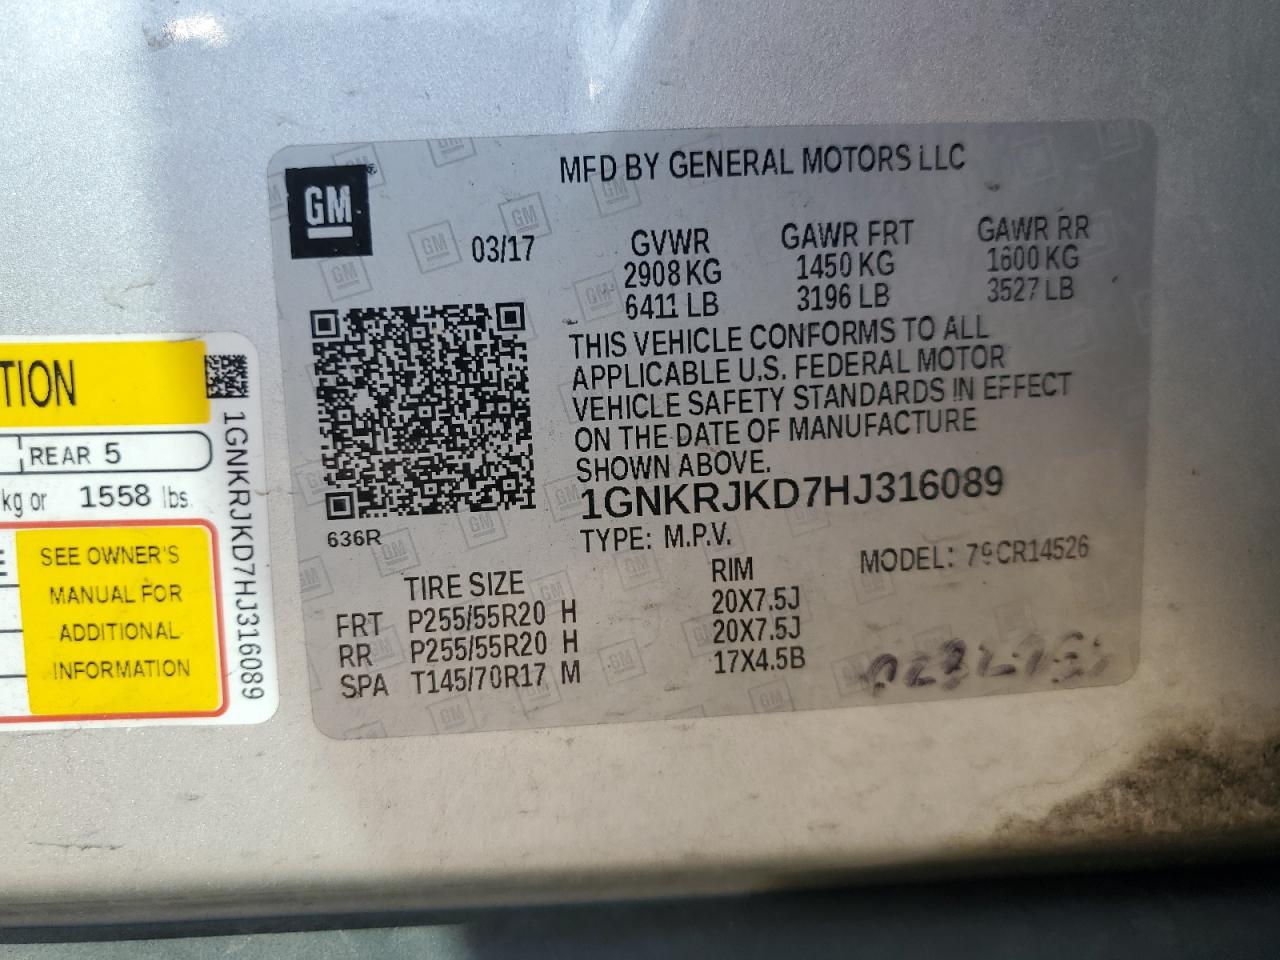 GM
MFD BY GENERAL MOTORS LLC
03/17
GVWR GAWR FRT GAWR RR
2908 KG 1450 KG 1600 KG
6411 LB 3196 LB 3527 LB
THIS VEHICLE CONFORMS TO ALL
APPLICABLE U.S. FEDERAL MOTOR
VEHICLE SAFETY STANDARDS IN EFFECT
ON THE DATE OF MANUFACTURE
SHOWN ABOVE.
1GNKRJKD7HJ316089
636R
TYPE: M.P.V.
MODEL:
TIRE SIZE RIM
FRT P255/55R20 H 20X7.5J
RR P255/55R20 H 20X7.5J
SPA T145/70R17 M 17X4.5B
TION
REAR 5
kg or 1558 lbs.
SEE OWNER'S
MANUAL FOR
ADDITIONAL
INFORMATION
1GNKRJKD7HJ316089